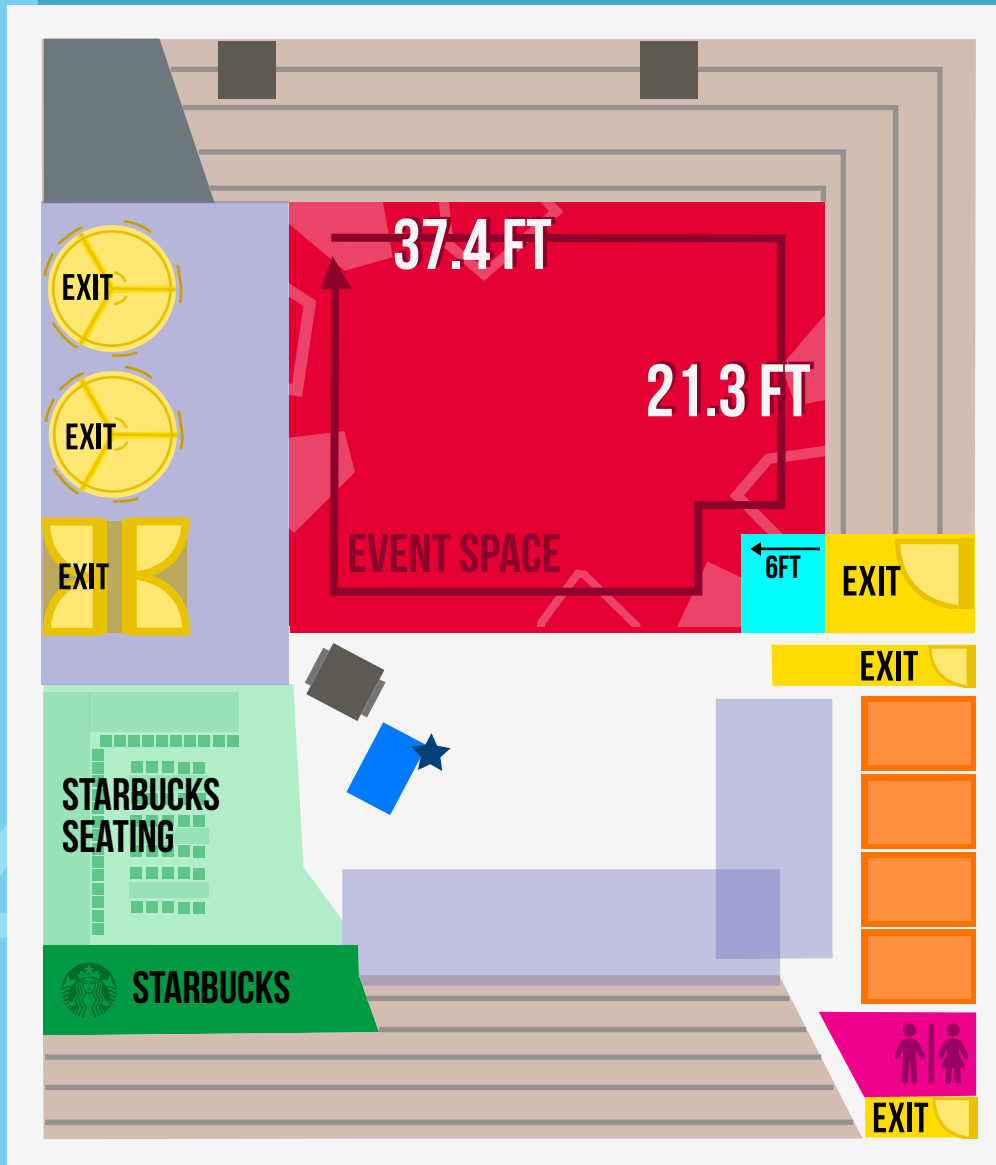 37.4 FT
EXIT
21.3 FT
EXIT
EVENT SPACE
6FT
EXIT
EXIT
EXIT
STARBUCKS
SEATING
STARBUCKS
EXIT